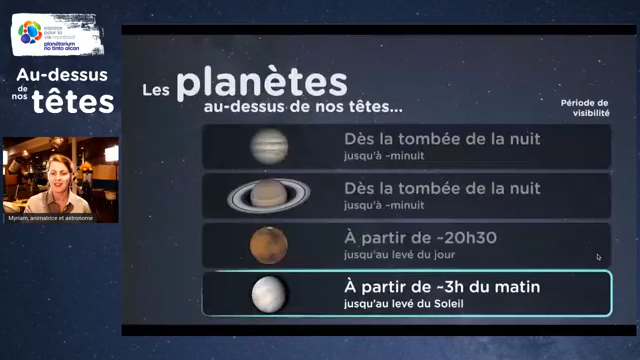 espace
pour la
vie montréal
planétarium
rio tinto alcan
Au-dessus
de nos
têtes
Myriam, animatrice et astronome
Les planètes
au-dessus de nos têtes...
Période de
visibilité
Dès la tombée de la nuit
jusqu'à ~minuit
Dès la tombée de la nuit
jusqu'à ~minuit
À partir de ~20h30
jusqu'au levé du jour
À partir de ~3h du matin
jusqu'au levé du Soleil